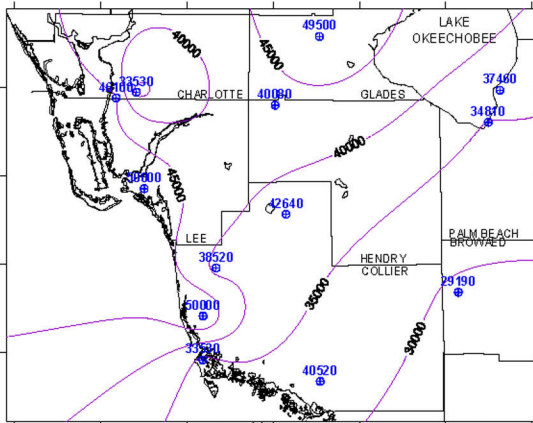 49500
LAKE
OKEECHOBEE
40000
45000
33530
37460
CHARLOTTE
GLADES
34810
40000
45000
42640
LEE
PALM BEACH
BROWARD
38520
HENDRY
COLLIER
29190
35000
50000
30000
40520